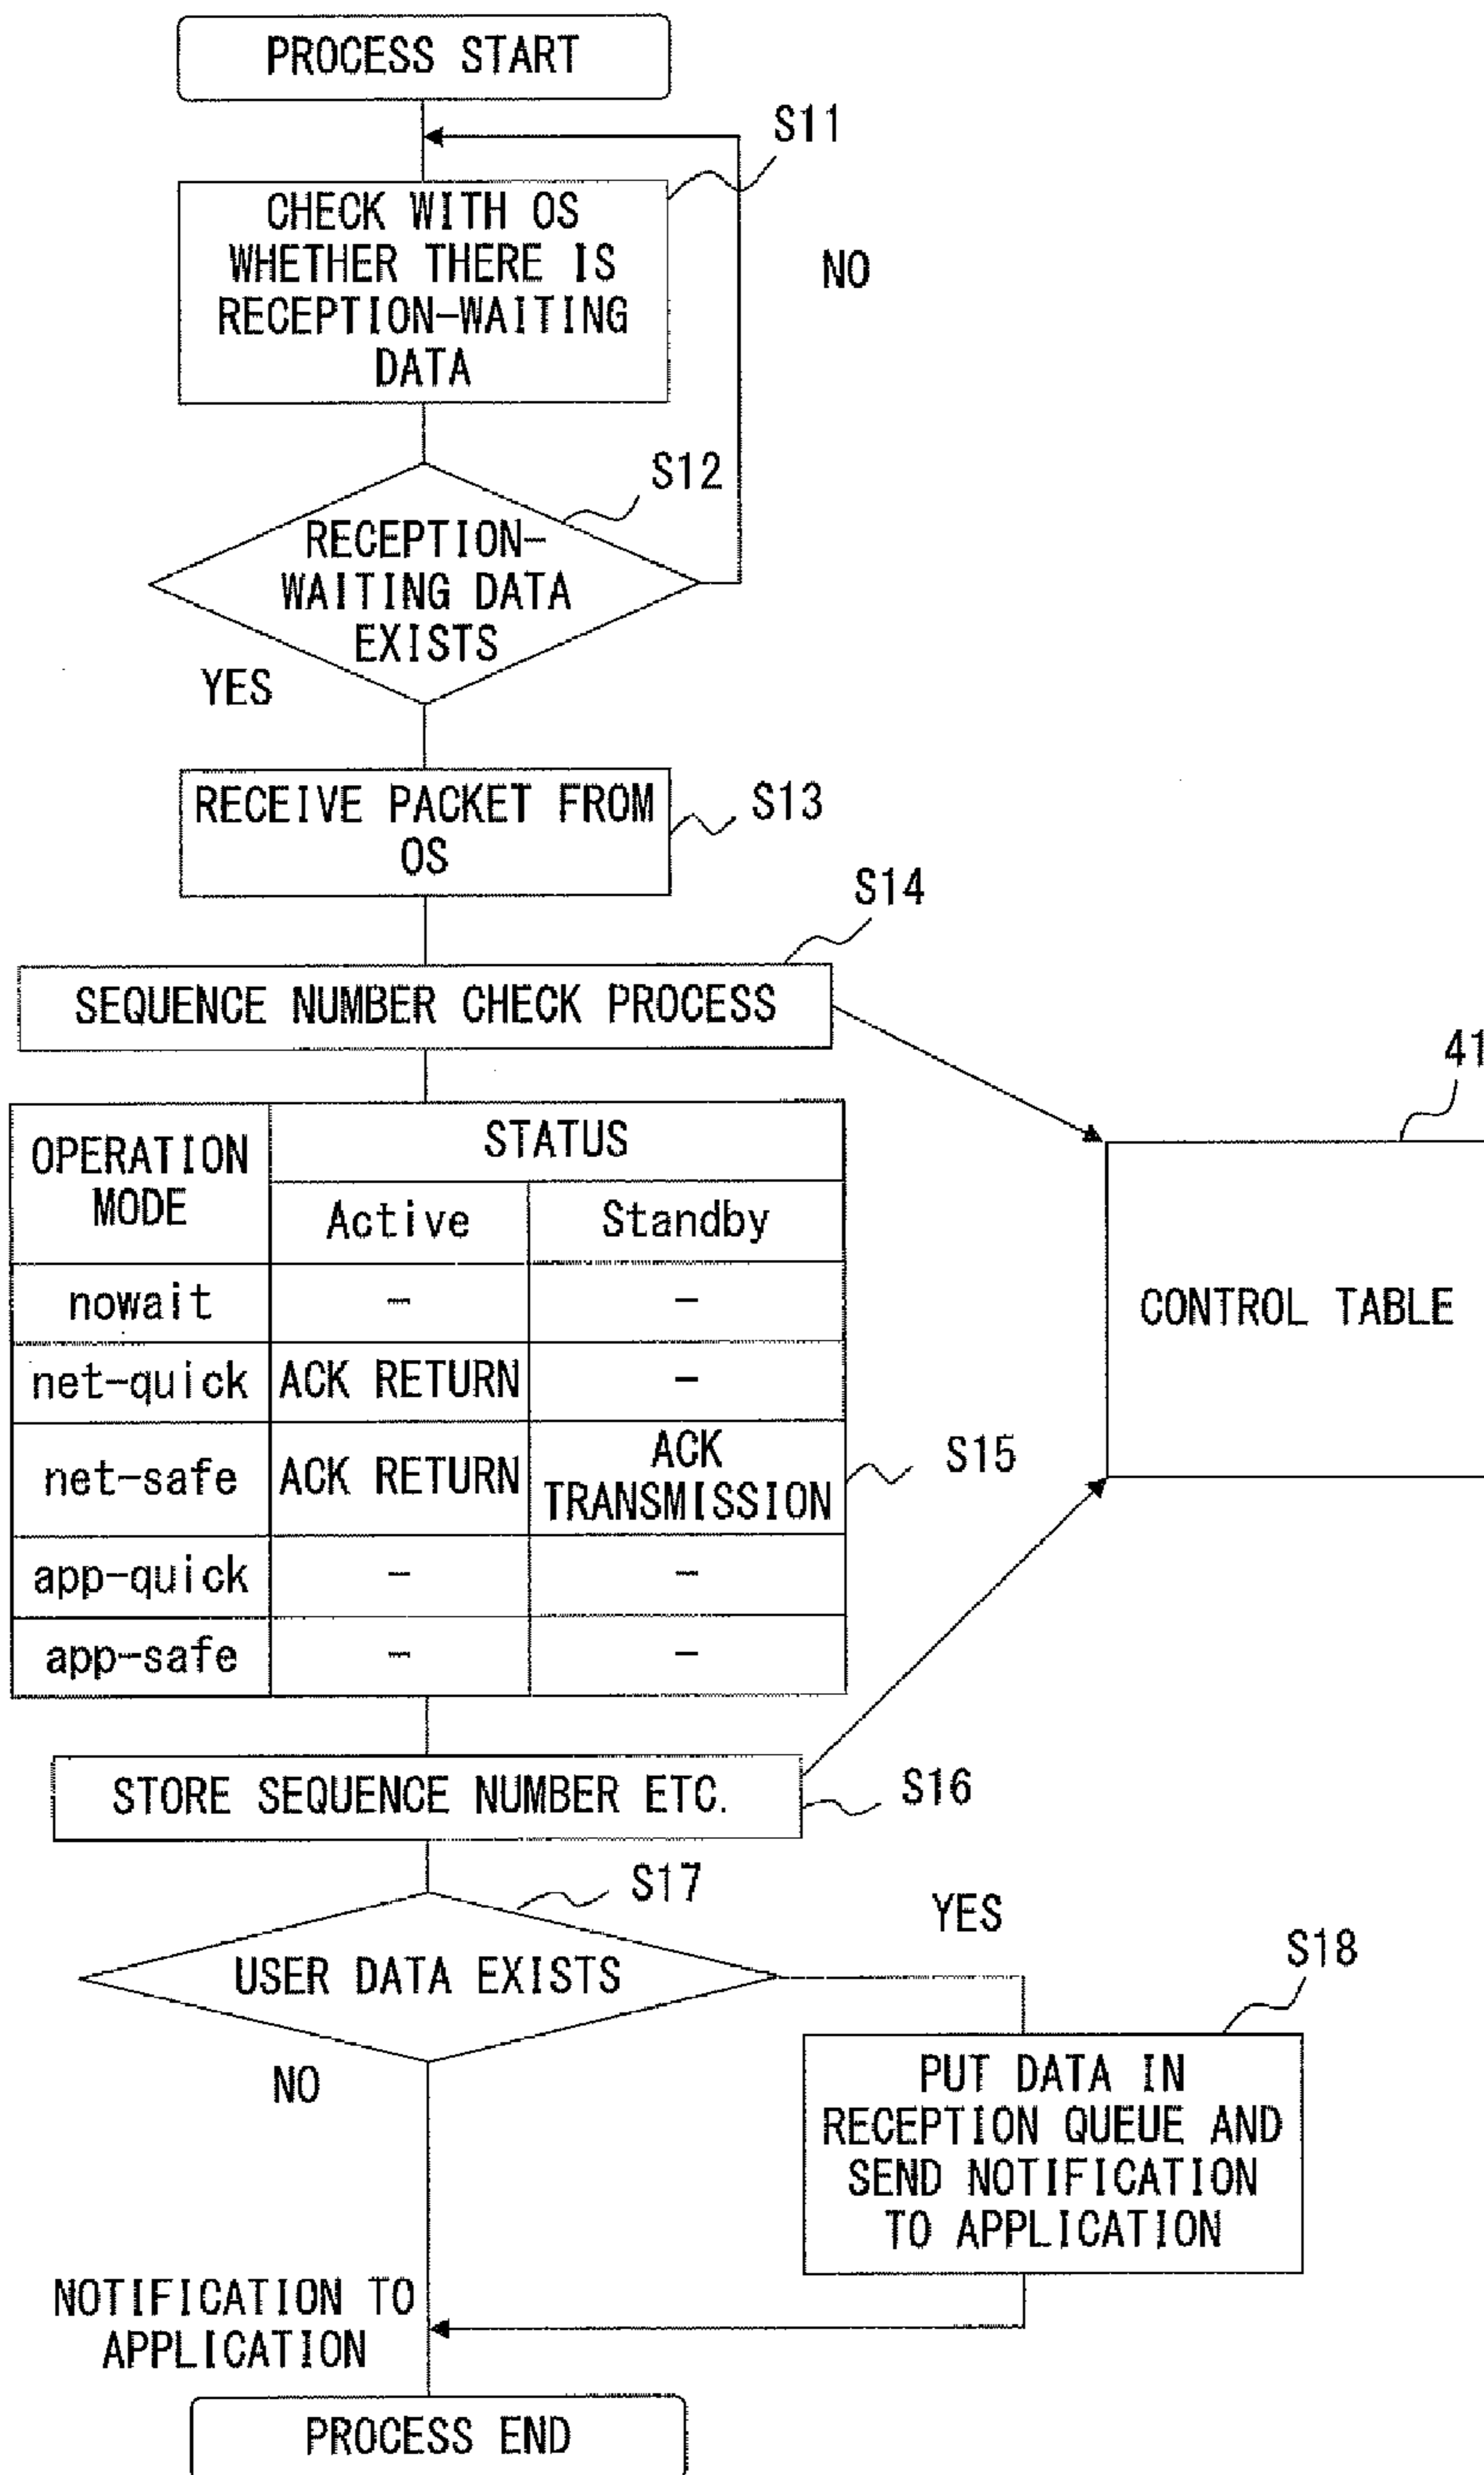 PROCESS START
S11
CHECK WITH OS
WHETHER THERE IS
RECEPTION-WAITING
DATA
NO
S12
RECEPTION-
WAITING DATA
EXISTS
YES
RECEIVE PACKET FROM
OS
S13
S14
SEQUENCE NUMBER CHECK PROCESS
41
CONTROL TABLE
OPERATION
MODE
STATUS
Active
Standby
nowait
-
-
net-quick
ACK RETURN
-
net-safe
ACK RETURN
ACK
TRANSMISSION
S15
app-quick
-
-
app-safe
-
-
STORE SEQUENCE NUMBER ETC.
S16
S17
USER DATA EXISTS
YES
NO
S18
PUT DATA IN
RECEPTION QUEUE AND
SEND NOTIFICATION
TO APPLICATION
NOTIFICATION TO
APPLICATION
PROCESS END